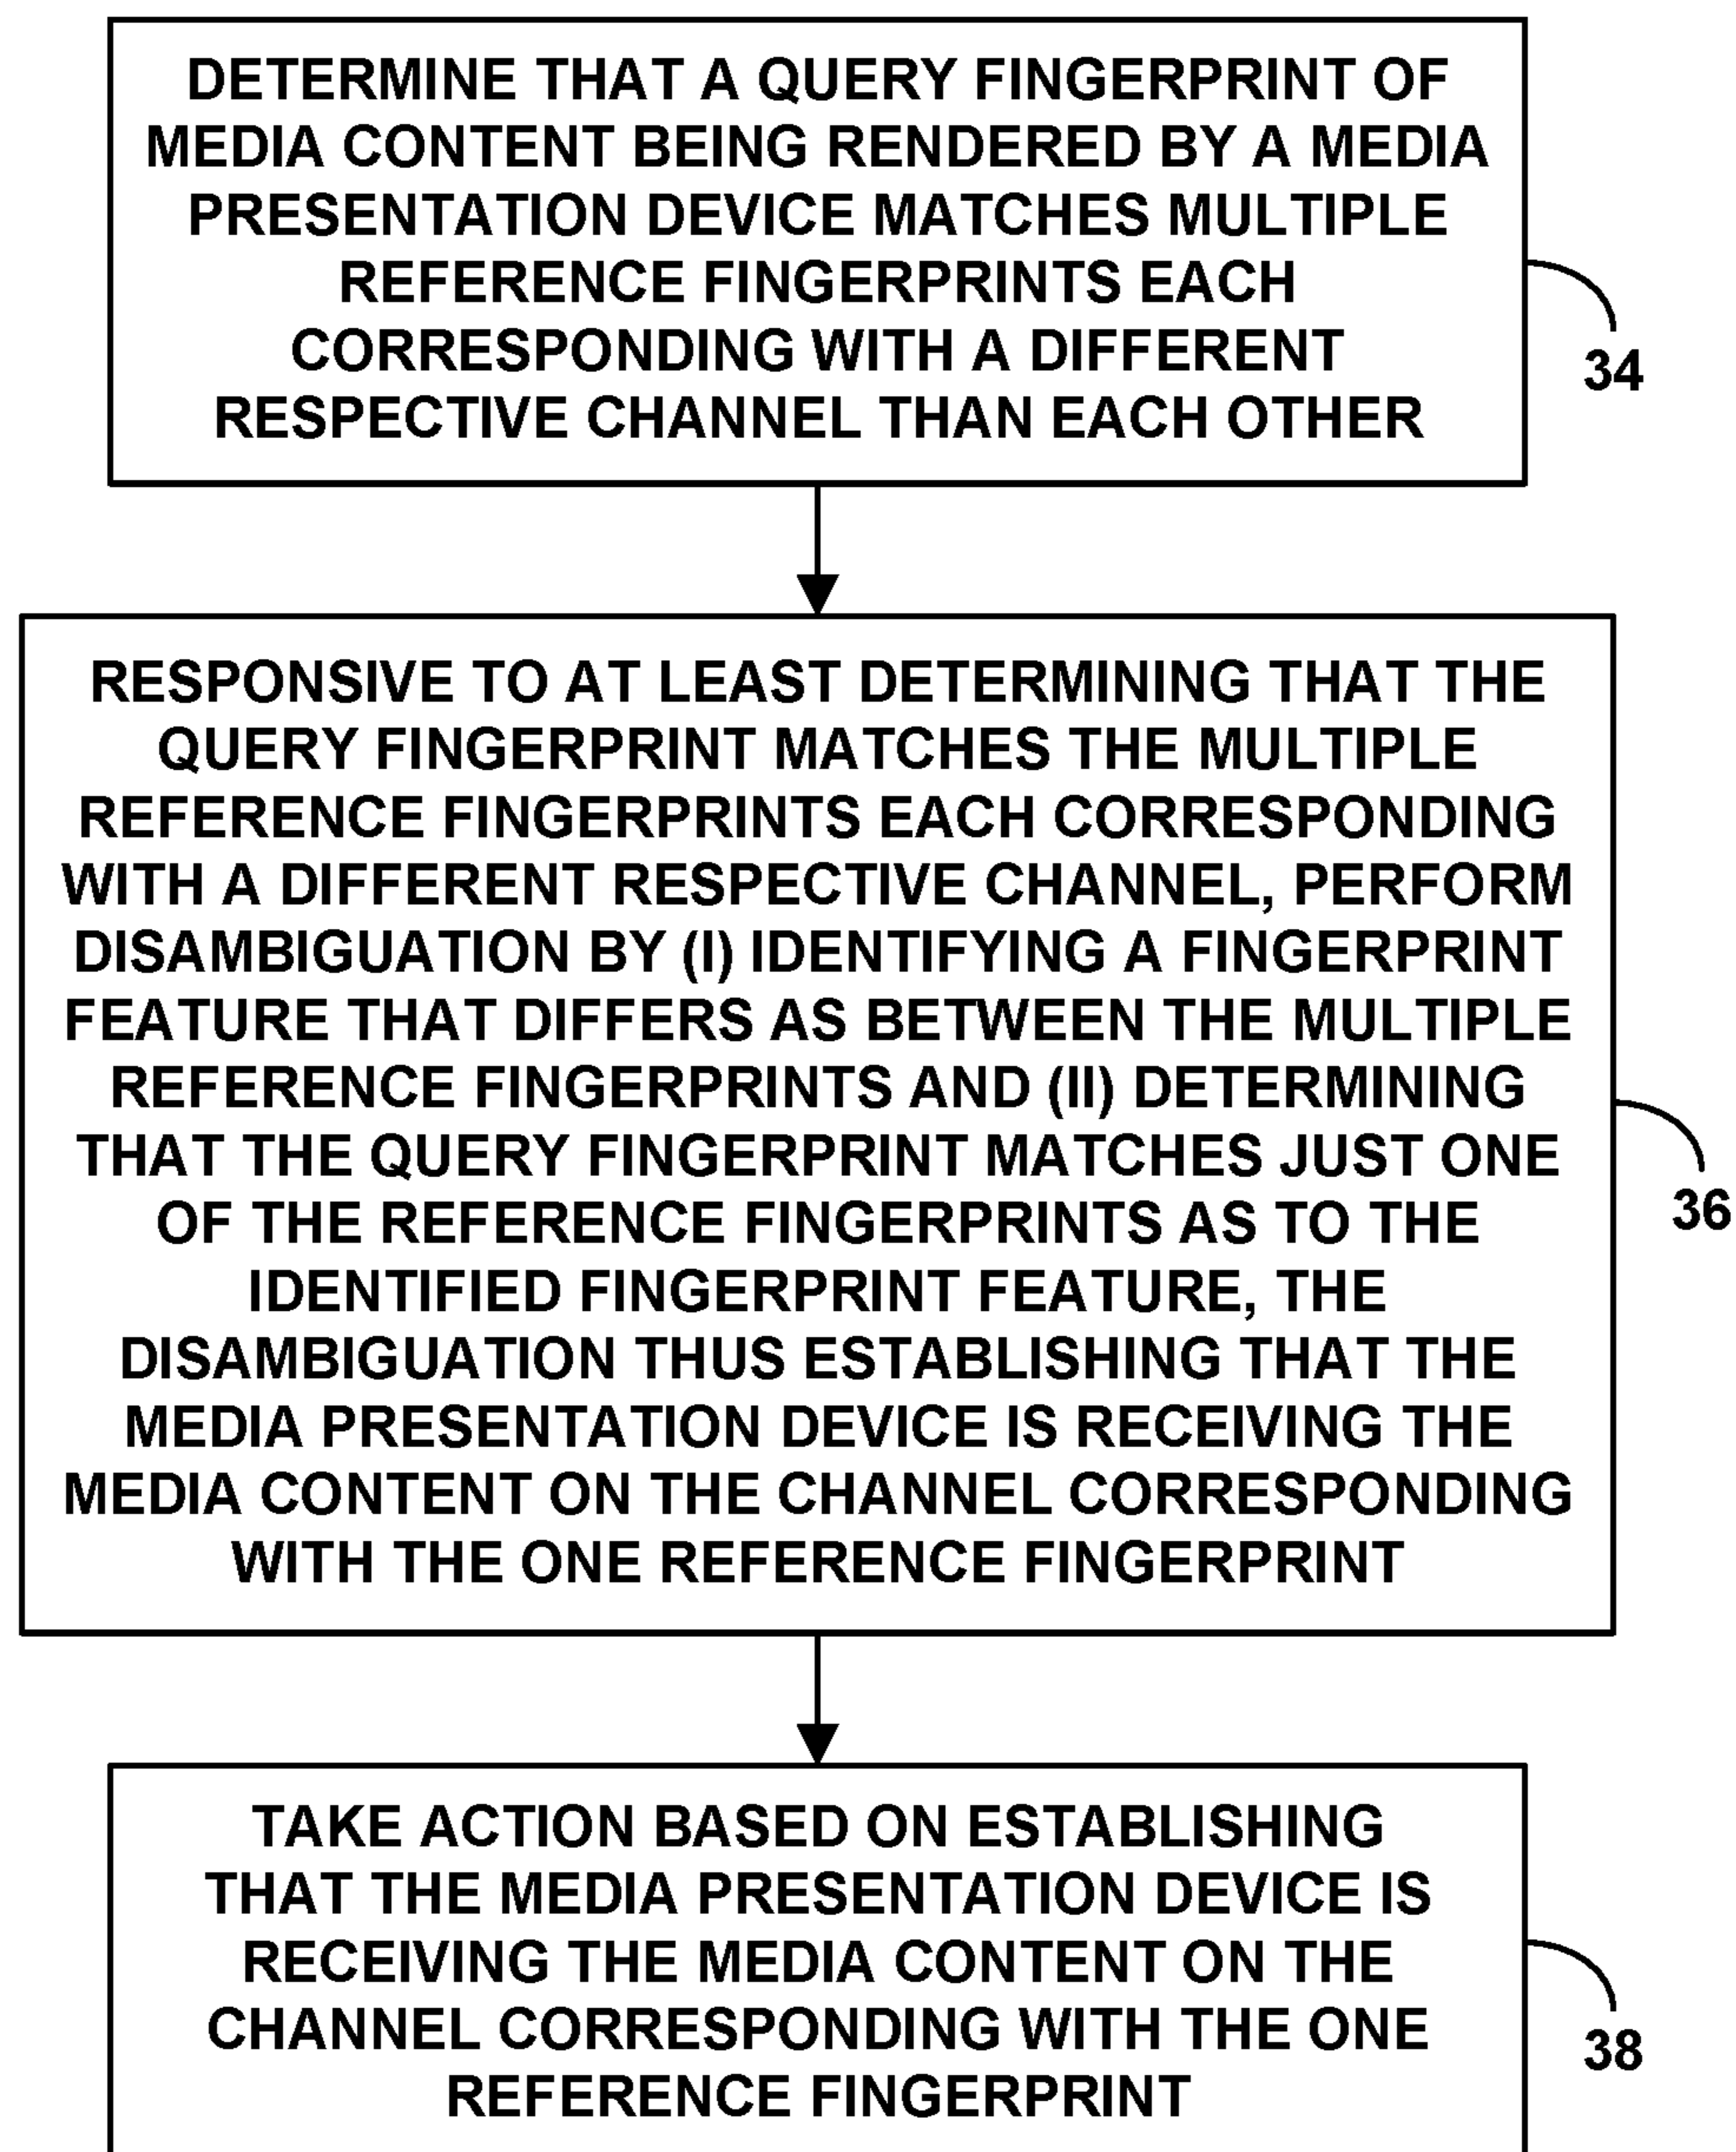 DETERMINE THAT A QUERY FINGERPRINT OF
MEDIA CONTENT BEING RENDERED BY A MEDIA
PRESENTATION DEVICE MATCHES MULTIPLE
REFERENCE FINGERPRINTS EACH
CORRESPONDING WITH A DIFFERENT
RESPECTIVE CHANNEL THAN EACH OTHER
34
RESPONSIVE TO AT LEAST DETERMINING THAT THE
QUERY FINGERPRINT MATCHES THE MULTIPLE
REFERENCE FINGERPRINTS EACH CORRESPONDING
WITH A DIFFERENT RESPECTIVE CHANNEL, PERFORM
DISAMBIGUATION BY (I) IDENTIFYING A FINGERPRINT
FEATURE THAT DIFFERS AS BETWEEN THE MULTIPLE
REFERENCE FINGERPRINTS AND (II) DETERMINING
THAT THE QUERY FINGERPRINT MATCHES JUST ONE
OF THE REFERENCE FINGERPRINTS AS TO THE
IDENTIFIED FINGERPRINT FEATURE, THE
DISAMBIGUATION THUS ESTABLISHING THAT THE
MEDIA PRESENTATION DEVICE IS RECEIVING THE
MEDIA CONTENT ON THE CHANNEL CORRESPONDING
WITH THE ONE REFERENCE FINGERPRINT
36
TAKE ACTION BASED ON ESTABLISHING
THAT THE MEDIA PRESENTATION DEVICE IS
RECEIVING THE MEDIA CONTENT ON THE
CHANNEL CORRESPONDING WITH THE ONE
REFERENCE FINGERPRINT
38